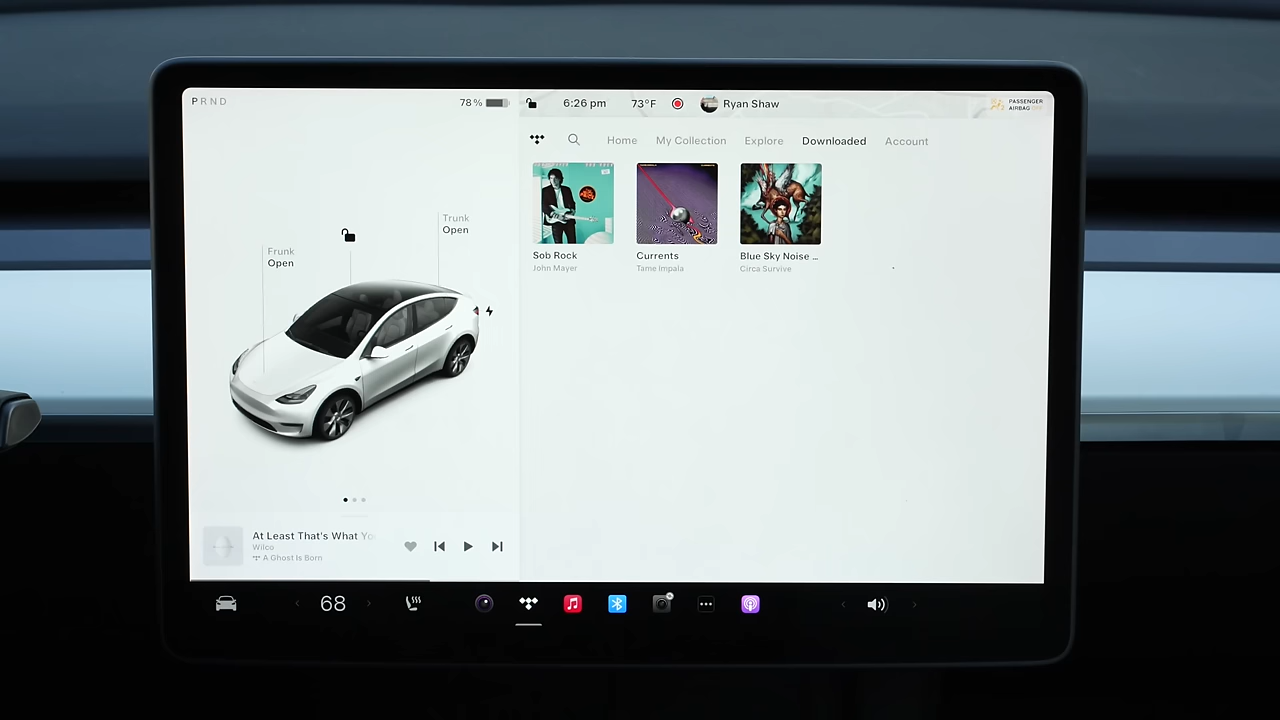 PRND
78%
6:26 pm
73°F
Ryan Shaw
PASSENGER
AIRBAG OFF
Home
My Collection
Explore
Downloaded
Account
Sob Rock
John Mayer
Currents
Tame Impala
Blue Sky Noise ...
Circa Survive
Trunk
Open
Frunk
Open
At Least That's What Yo
Wilco
A Ghost Is Born
68